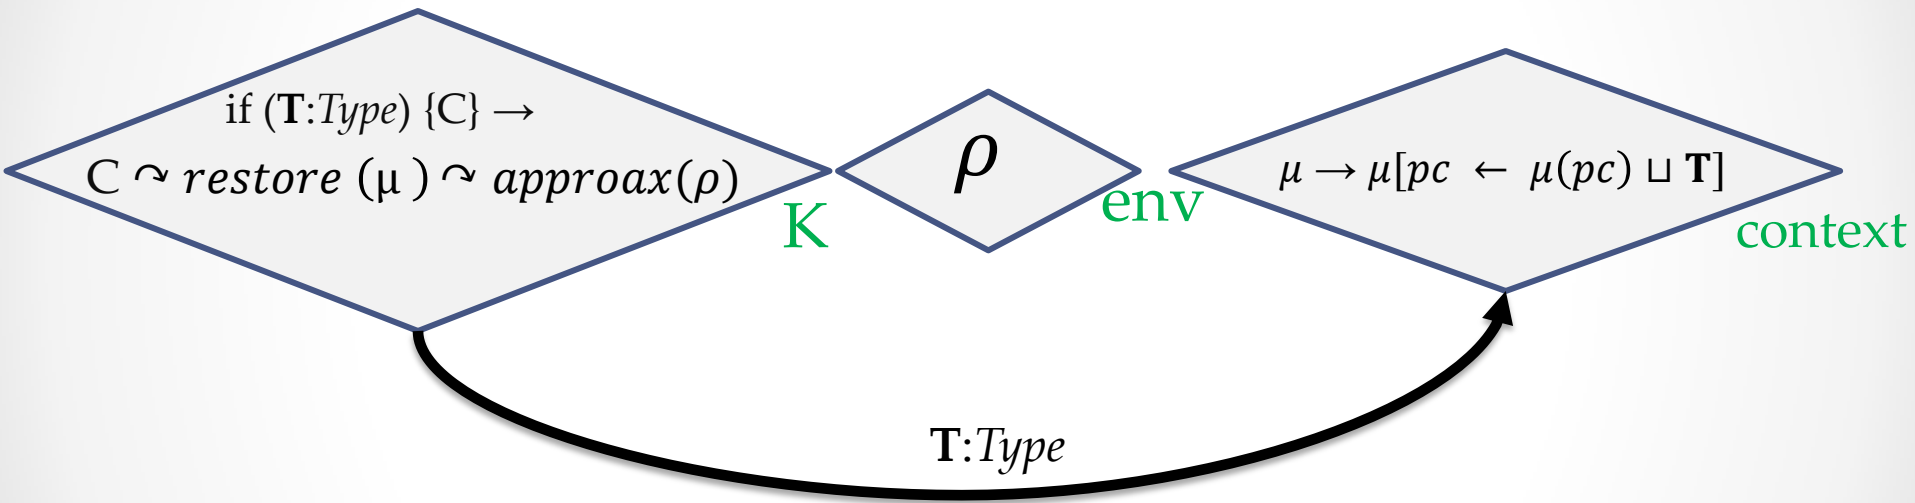 if (T:Type) {C} →
C ↷ restore (μ ) ↷ approax(ρ)
K
ρ
env
μ → μ[pc ← μ(pc) ⊔ T]
context
T:Type